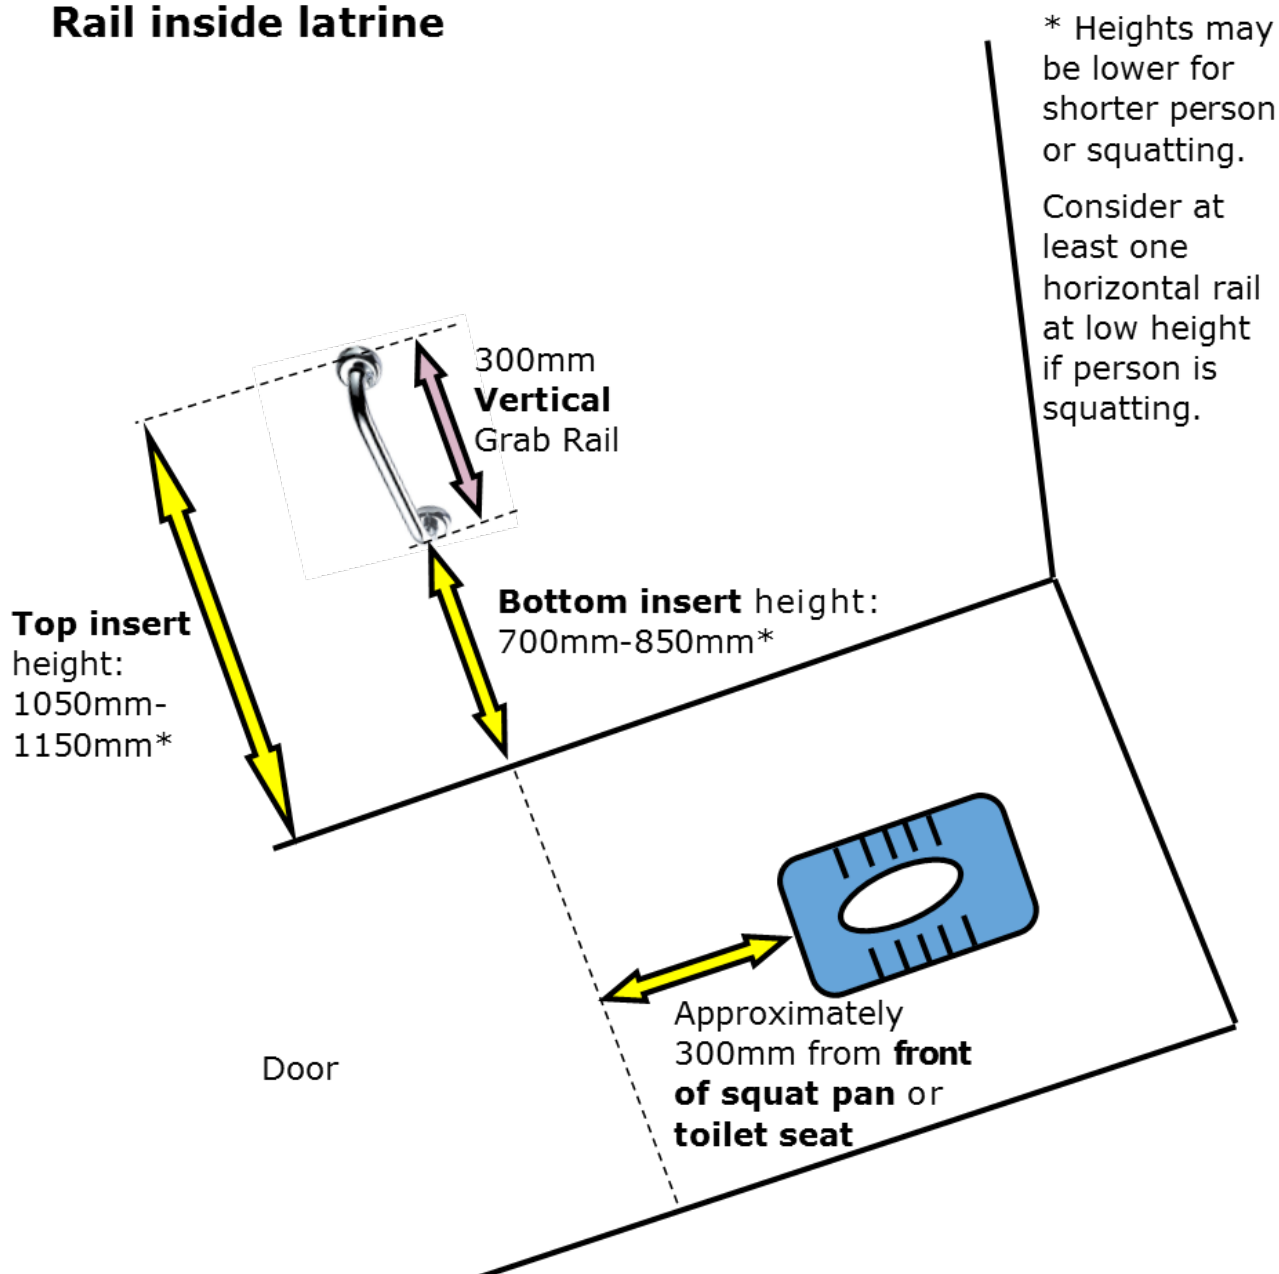 Rail inside latrine
* Heights may
be lower for
shorter person
or squatting.
Consider at
least one
horizontal rail
at low height
if person is
squatting.
300mm
Vertical
Grab Rail
Bottom insert height:
700mm-850mm*
Top insert
height:
1050mm-
1150mm*
Approximately
300mm from front
of squat pan or
toilet seat
Door